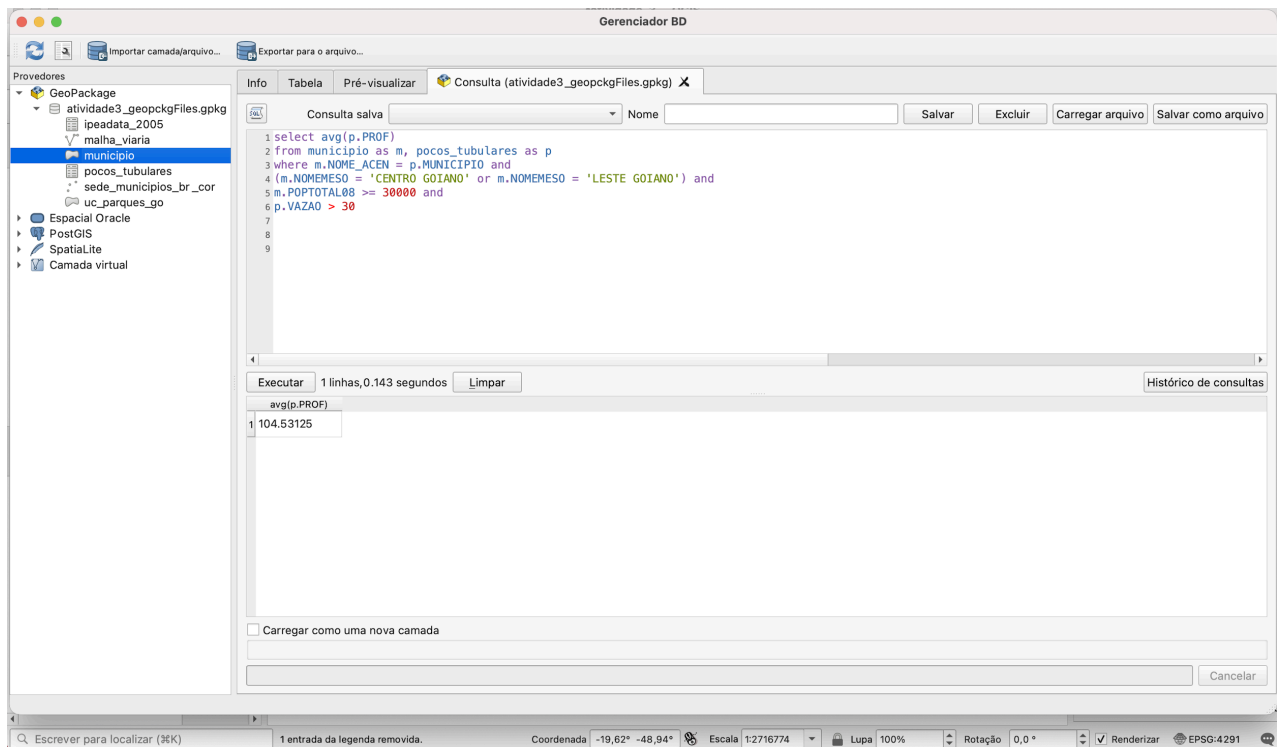 Gerenciador BD
Importar camada/arquivo...
Exportar para o arquivo...
Provedores
GeoPackage
atividade3_geopckgFiles.gpkg
ipeadata_2005
malha_viaria
municipio
pocos_tubulares
sede_municipios_br_cor
uc_parques_go
Espacial Oracle
PostGIS
SpatiaLite
Camada virtual
Info Tabela Pré-visualizar Consulta (atividade3_geopckgFiles.gpkg) X
SQL Consulta salva Nome Salvar Excluir Carregar arquivo Salvar como arquivo
1 select avg(p.PROF)
2 from municipio as m, pocos_tubulares as p
3 where m.NOME_ACEN = p.MUNICIPIO and
4 (m.NOMEMESO = 'CENTRO GOIANO' or m.NOMEMESO = 'LESTE GOIANO') and
5 m.POPTOTAL08 >= 30000 and
6 p.VAZAO > 30
7
8
9
Executar 1 linhas,0.143 segundos Limpar Histórico de consultas
avg(p.PROF)
1 104.53125
Carregar como uma nova camada
Cancelar
Escrever para localizar (⌘K) 1 entrada da legenda removida. Coordenada -19,62° -48,94° Escala 1:2716774 Lupa 100% Rotação 0,0 ° Renderizar EPSG:4291